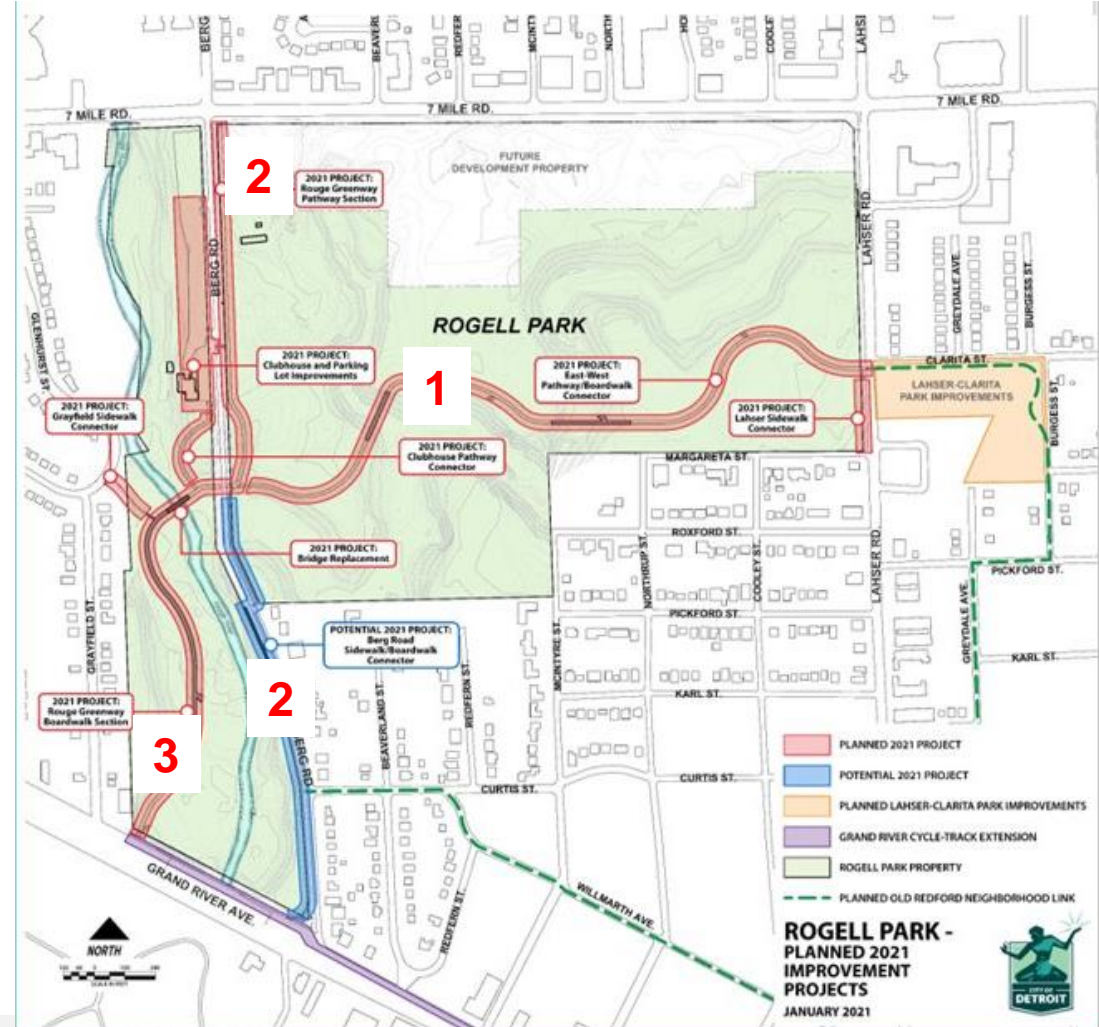 BERG
BEAVERL
REDFER
MCINTY
NORTH
COOLE
LAHS
7 MILE RD.
7 MILE RD.
7 MILE RD.
FUTURE
DEVELOPMENT PROPERTY
2
2021 PROJECT:
Rouge Greenway
Pathway Section
BERG RD
LAHSER RD.
GREYDALE AVE.
BURGESS ST.
GLENHURST ST.
ROGELL PARK
2021 PROJECT:
Clubhouse and Parking
Lot Improvements
1
2021 PROJECT:
East-West
Pathway/Boardwalk
Connector
CLARITA ST.
LAHSER-CLARITA
PARK IMPROVEMENTS
BURGESS ST.
2021 PROJECT:
Grayfield Sidewalk
Connector
2021 PROJECT:
Lahser Sidewalk
Connector
2021 PROJECT:
Clubhouse Pathway
Connector
MARGARETA ST.
2021 PROJECT:
Bridge Replacement
ROXFORD ST.
NORTHRUP ST.
COOLEY ST.
LAHSER RD
PICKFORD ST.
GRAYFIELD ST.
PICKFORD ST.
GREYDALE AVE.
POTENTIAL 2021 PROJECT:
Berg Road
Sidewalk/Boardwalk
Connector
MCINTYRE ST.
KARL ST.
KARL ST.
2
BEAVERLAND ST.
REDFERN ST.
2021 PROJECT:
Rouge Greenway
Boardwalk Section
3
BERG RD
CURTIS ST.
CURTIS ST.
GRAND RIVER AVE.
REDFERN ST.
WILLMARTH AVE.
PLANNED 2021 PROJECT
POTENTIAL 2021 PROJECT
PLANNED LAHSER-CLARITA PARK IMPROVEMENTS
GRAND RIVER CYCLE-TRACK EXTENSION
ROGELL PARK PROPERTY
PLANNED OLD REDFORD NEIGHBORHOOD LINK
NORTH
ROGELL PARK -
PLANNED 2021
IMPROVEMENT
PROJECTS
JANUARY 2021
CITY OF
DETROIT